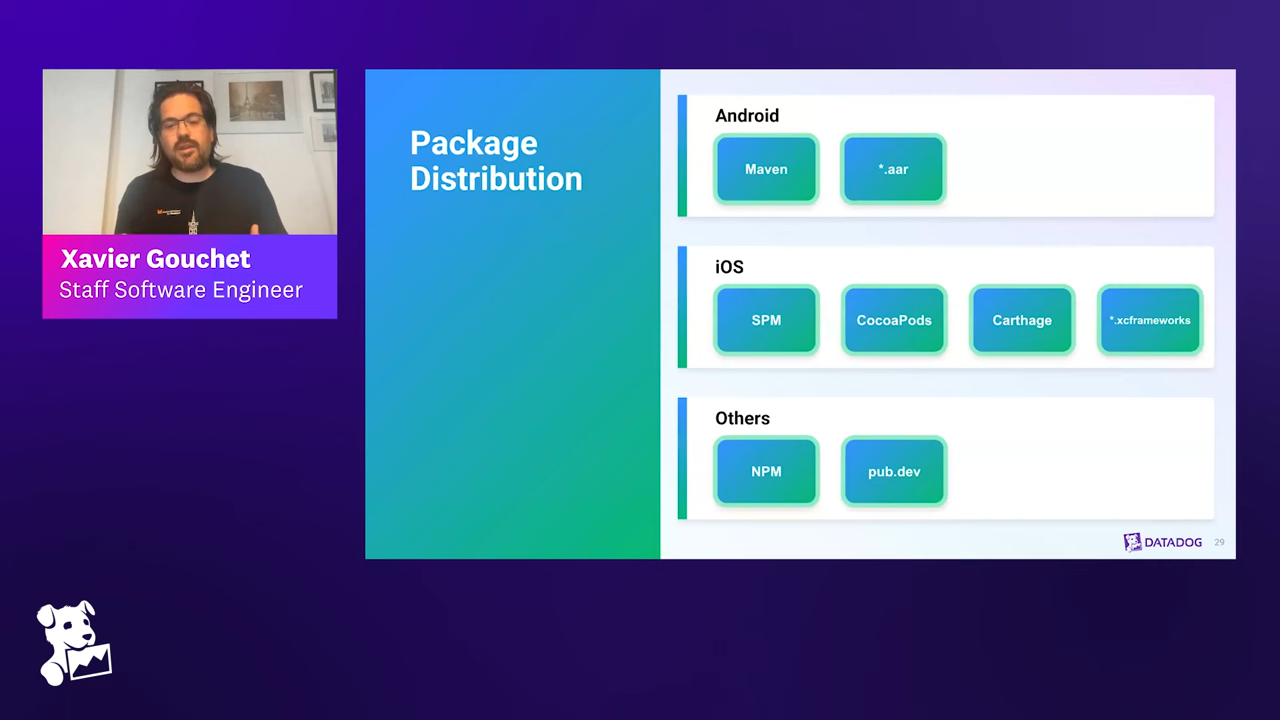 Xavier Gouchet
Staff Software Engineer
Package
Distribution
Android
Maven
*.aar
iOS
SPM
CocoaPods
Carthage
*.xcframeworks
Others
NPM
pub.dev
DATADOG
29